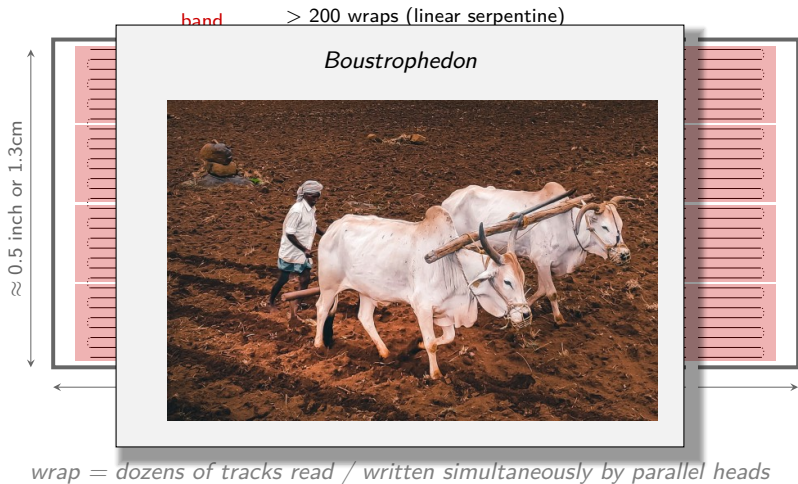 band
> 200 wraps (linear serpentine)
Boustrophedon
≈ 0.5 inch or 1.3cm
wrap = dozens of tracks read / written simultaneously by parallel heads